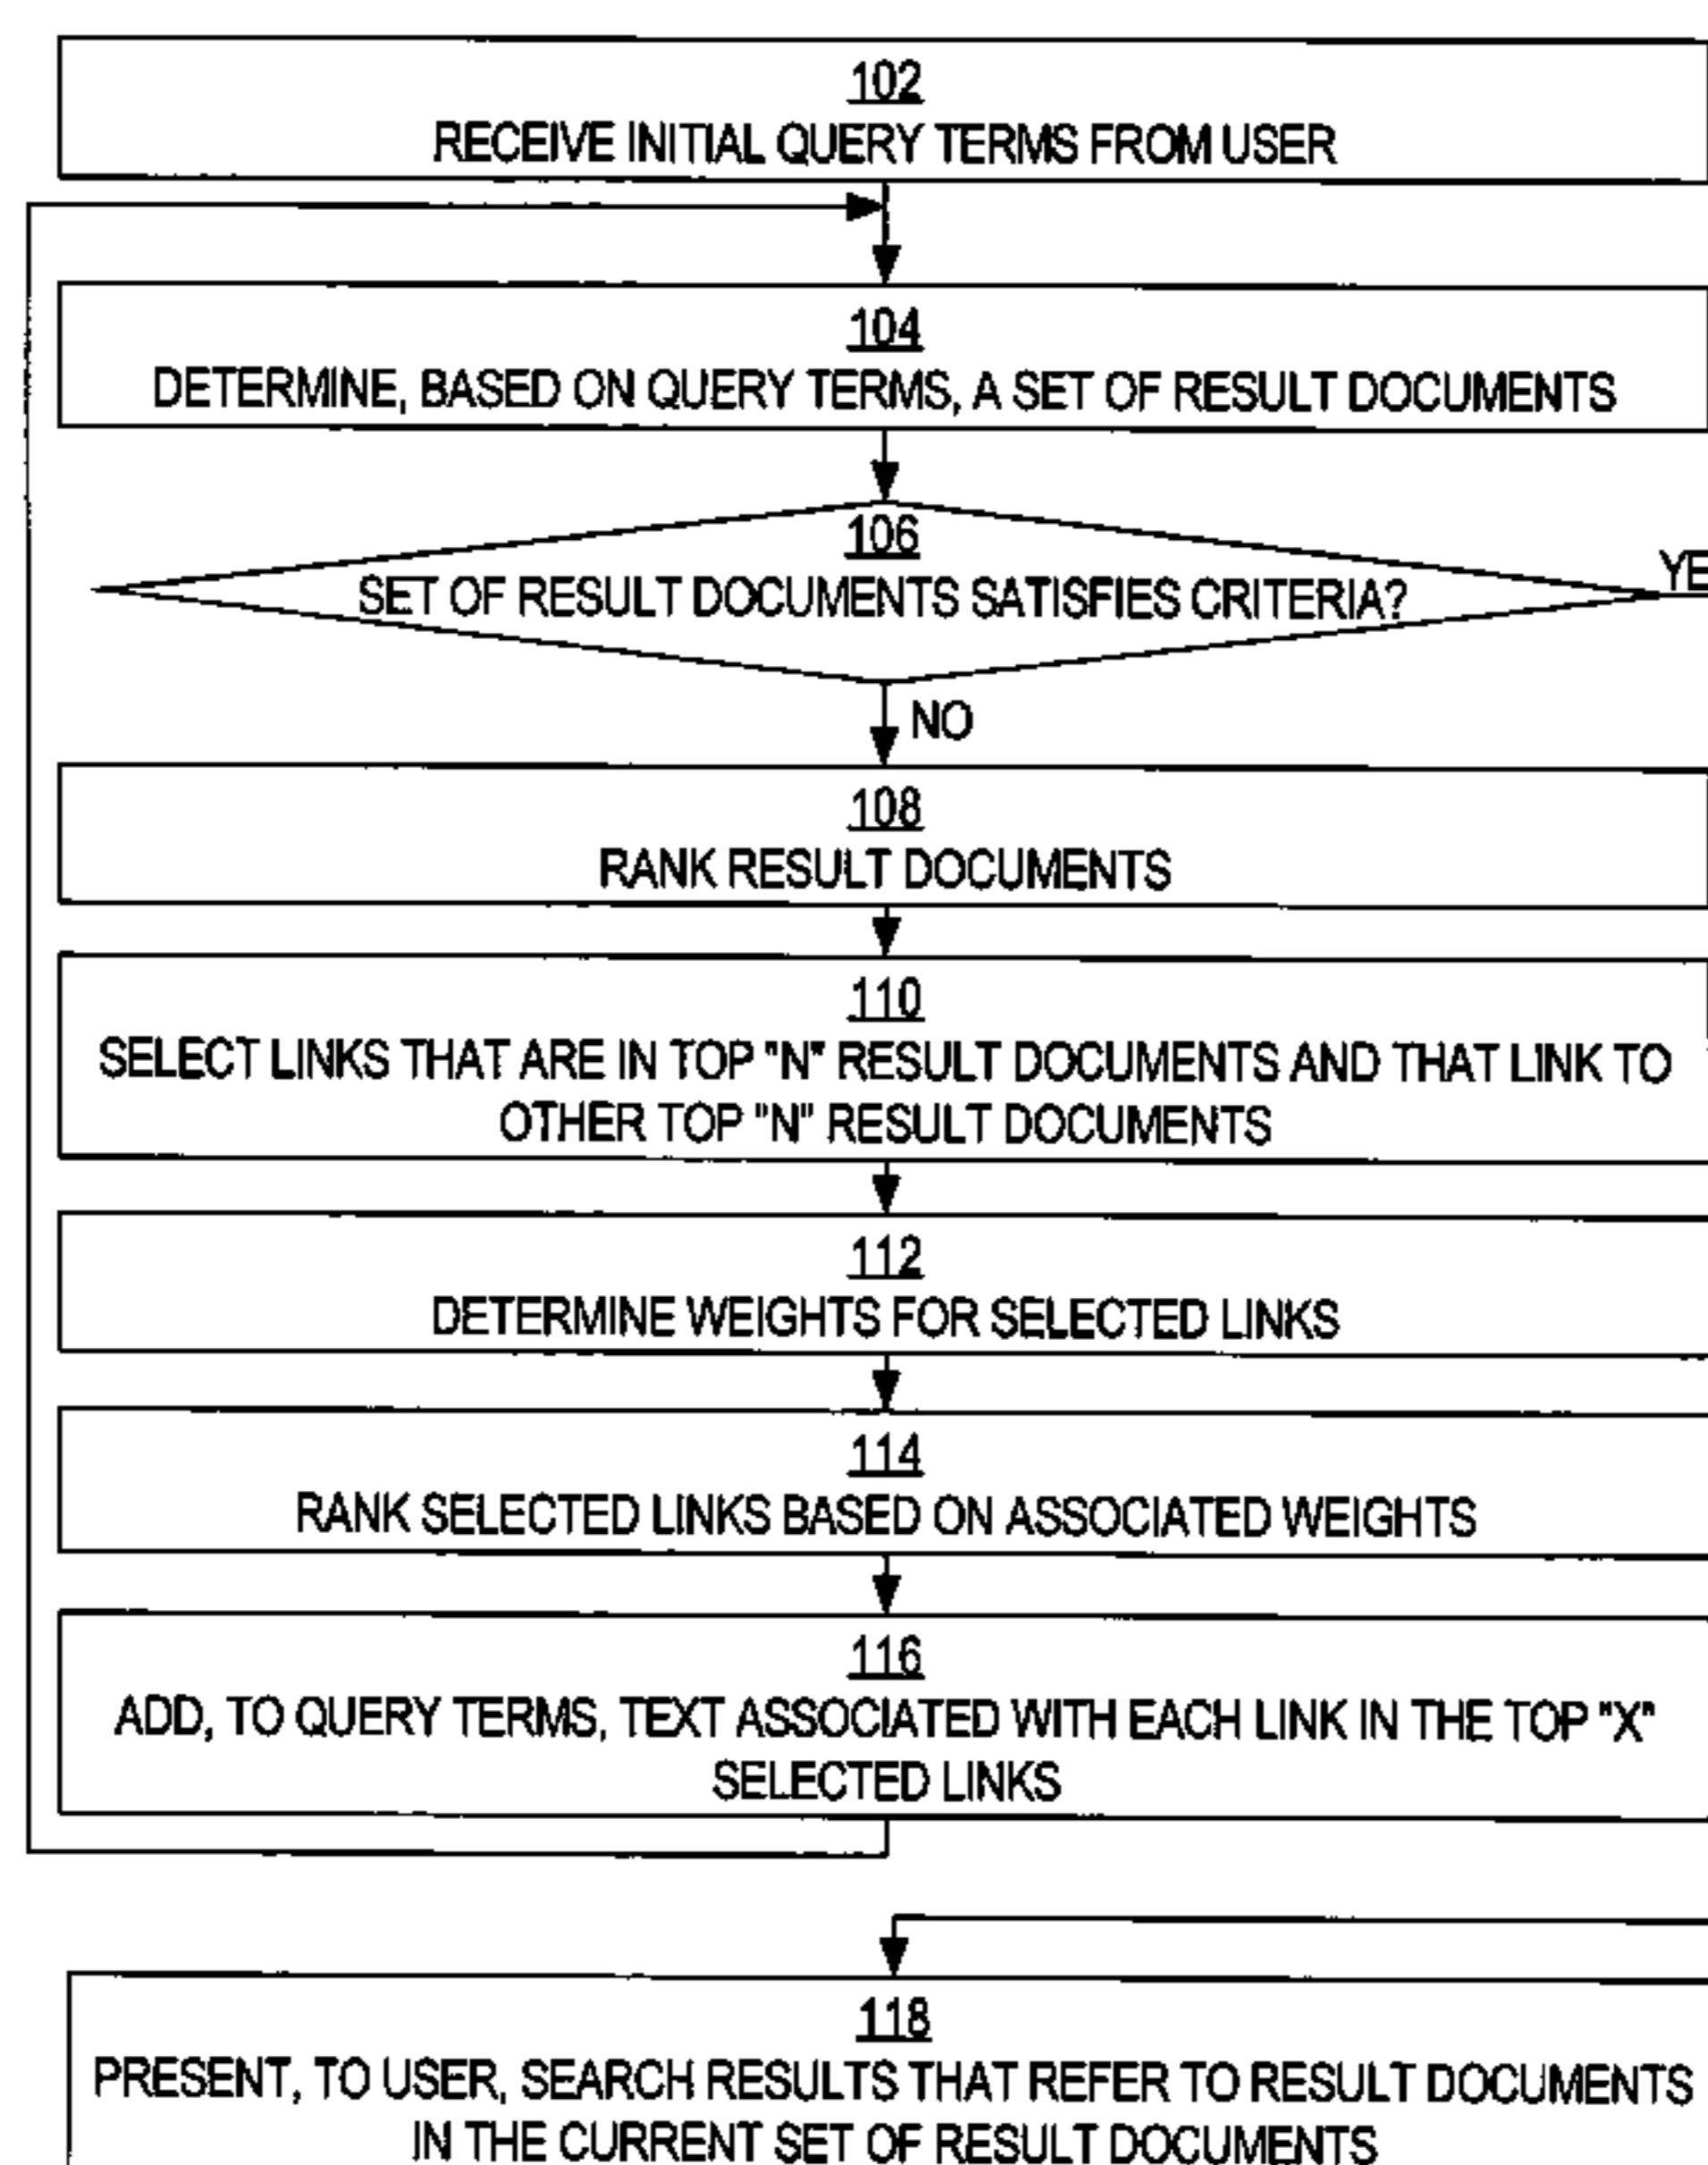 102
RECEIVE INITIAL QUERY TERMS FROM USER
104
DETERMINE, BASED ON QUERY TERMS, A SET OF RESULT DOCUMENTS
106
SET OF RESULT DOCUMENTS SATISFIES CRITERIA?
YE
NO
108
RANK RESULT DOCUMENTS
110
SELECT LINKS THAT ARE IN TOP "N" RESULT DOCUMENTS AND THAT LINK TO
OTHER TOP "N" RESULT DOCUMENTS
112
DETERMINE WEIGHTS FOR SELECTED LINKS
114
RANK SELECTED LINKS BASED ON ASSOCIATED WEIGHTS
116
ADD, TO QUERY TERMS, TEXT ASSOCIATED WITH EACH LINK IN THE TOP "X"
SELECTED LINKS
118
PRESENT, TO USER, SEARCH RESULTS THAT REFER TO RESULT DOCUMENTS
IN THE CURRENT SET OF RESULT DOCUMENTS